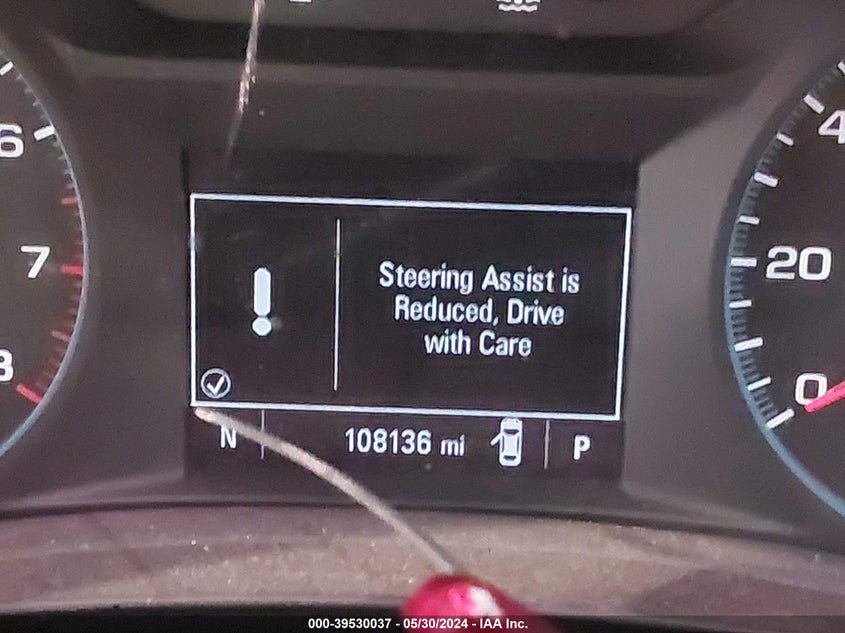 6
7
8
4
20
0
Steering Assist is
Reduced, Drive
with Care
N 108136 mi P
000-39530037 - 05/30/2024 - IAA Inc.